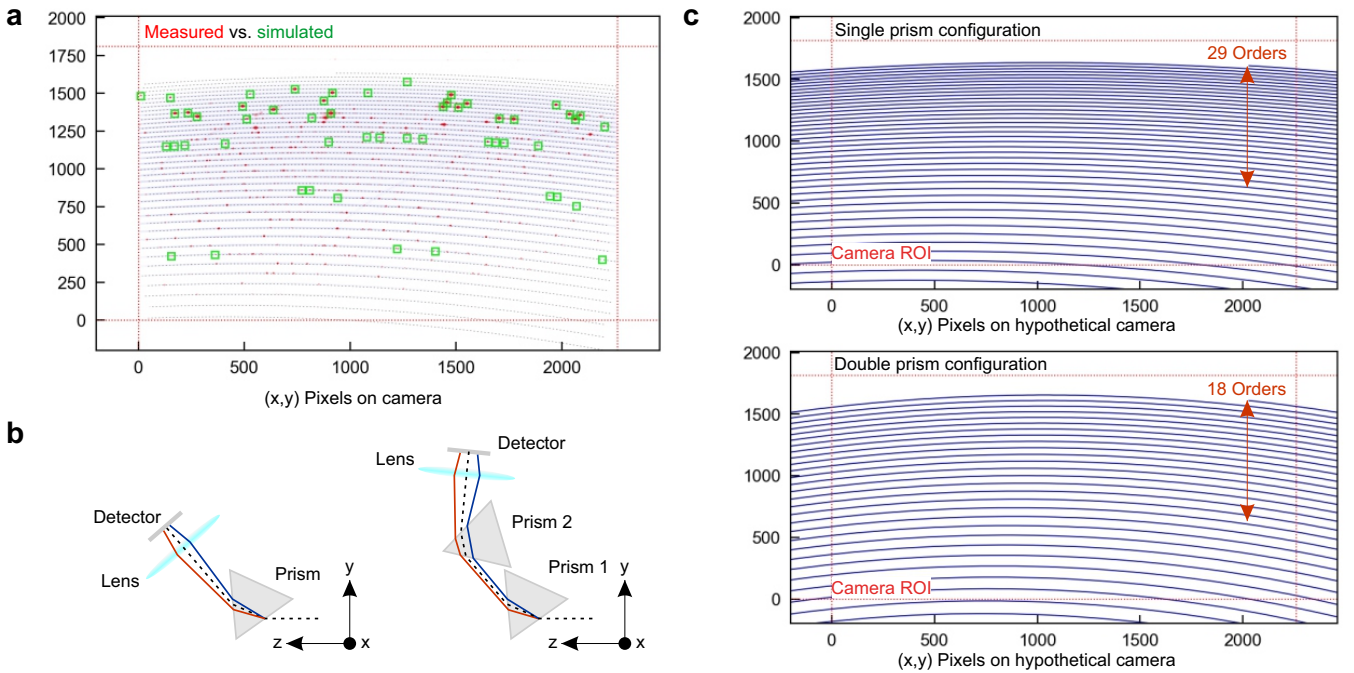 a
Measured vs. simulated
2000
1750
1500
1250
1000
750
500
250
0
0 500 1000 1500 2000
(x,y) Pixels on camera
b
Detector
Lens
Prism
y
z x
Detector
Lens
Prism 2
Prism 1 y
z x
c
Single prism configuration
29 Orders
2000
1500
1000
500
0
Camera ROI
0 500 1000 1500 2000
(x,y) Pixels on hypothetical camera
Double prism configuration
18 Orders
2000
1500
1000
500
0
Camera ROI
0 500 1000 1500 2000
(x,y) Pixels on hypothetical camera